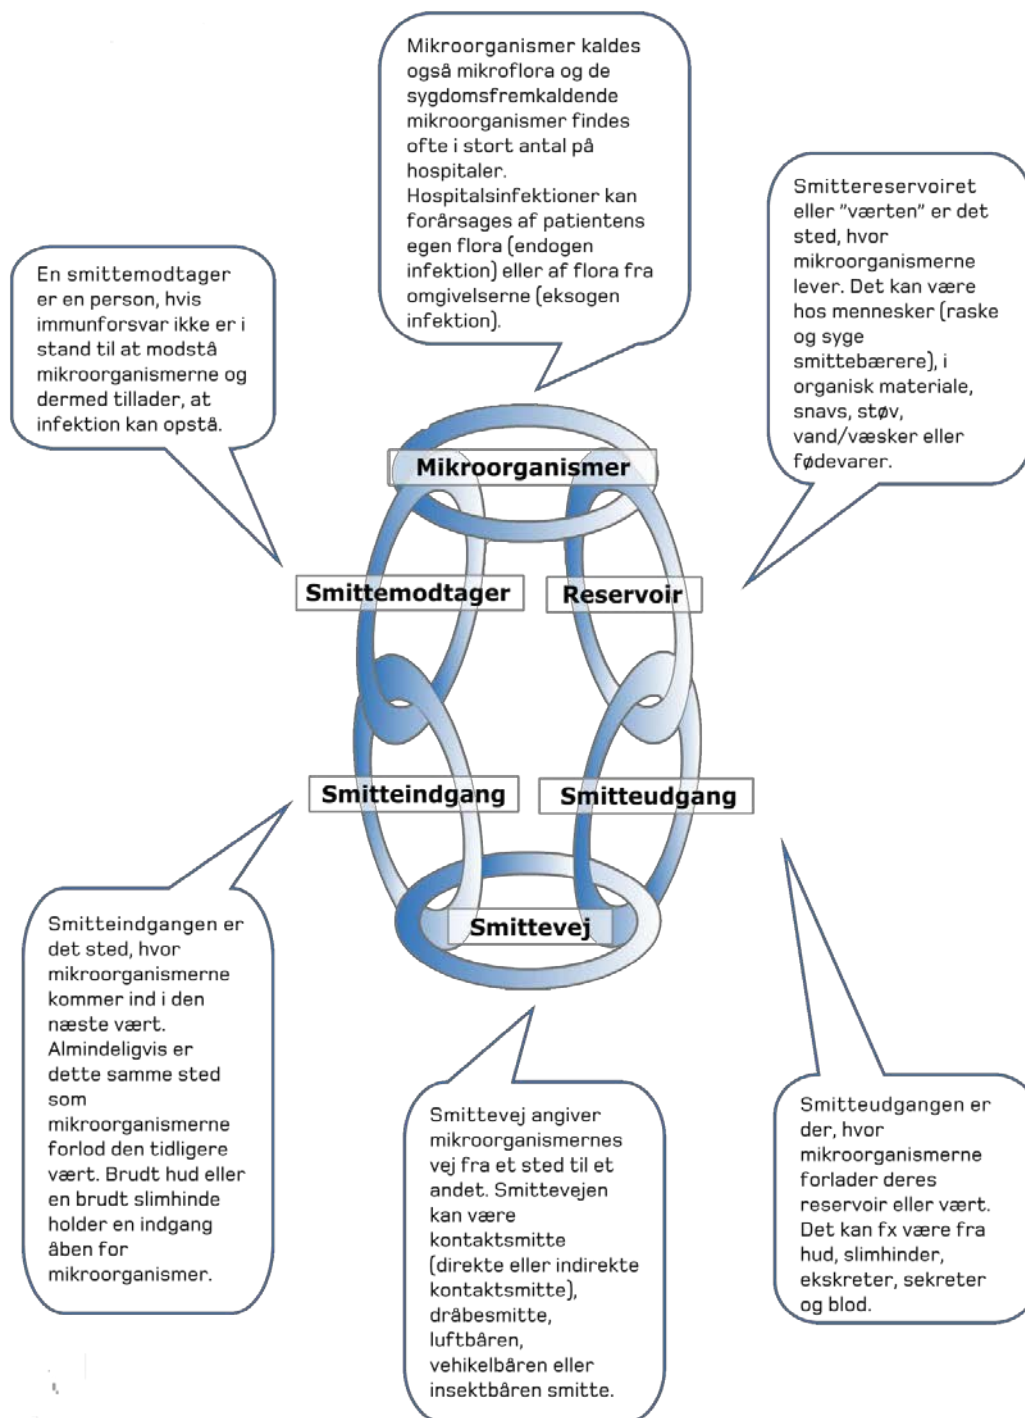 Mikroorganismer kaldes
også mikroflora og de
sygdomsfremkaldende
mikroorganismer findes
ofte i stort antal på
hospitaler.
Hospitalsinfektioner kan
forårsages af patientens
egen flora (endogen
infektion) eller af flora fra
omgivelserne (eksogen
infektion).
Smittereservoiret
eller ”værten” er det
sted, hvor
mikroorganismerne
lever. Det kan være
hos mennesker (raske
og syge
smittebærere), i
organisk materiale,
snavs, støv,
vand/væsker eller
fødevarer.
En smittemodtager
er en person, hvis
immunforsvar ikke er i
stand til at modstå
mikroorganismerne og
dermed tillader, at
infektion kan opstå.
Mikroorganismer
Smittemodtager
Reservoir
Smitteindgang
Smitteudgang
Smittevej
Smitteindgangen er
det sted, hvor
mikroorganismerne
kommer ind i den
næste vært.
Almindeligvis er
dette samme sted
som
mikroorganismerne
forlod den tidligere
vært. Brudt hud eller
en brudt slimhinde
holder en indgang
åben for
mikroorganismer.
Smittevej angiver
mikroorganismernes
vej fra et sted til et
andet. Smittevejen
kan være
kontaktsmitte
(direkte eller indirekte
kontaktsmitte),
dråbesmitte,
luftbåren,
vehikelbåren eller
insektbåren smitte.
Smitteudgangen er
der, hvor
mikroorganismerne
forlader deres
reservoir eller vært.
Det kan fx være fra
hud, slimhinder,
ekskreter, sekreter
og blod.